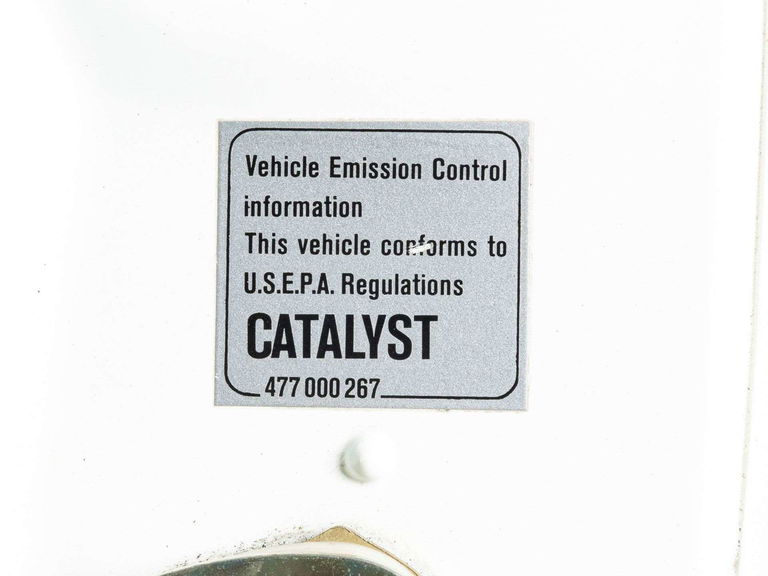 Vehicle Emission Control
information
This vehicle conforms to
U.S.E.P.A. Regulations
CATALYST
477 000 267